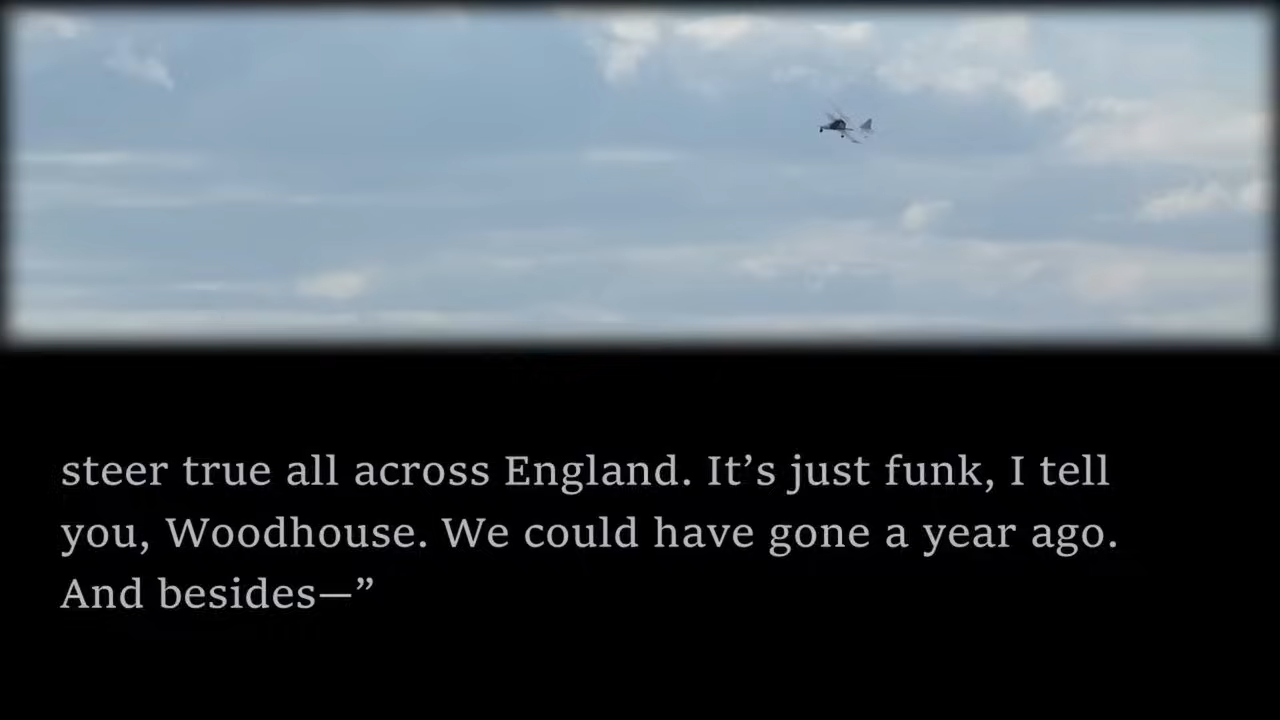 steer true all across England. It’s just funk, I tell
you, Woodhouse. We could have gone a year ago.
And besides—”